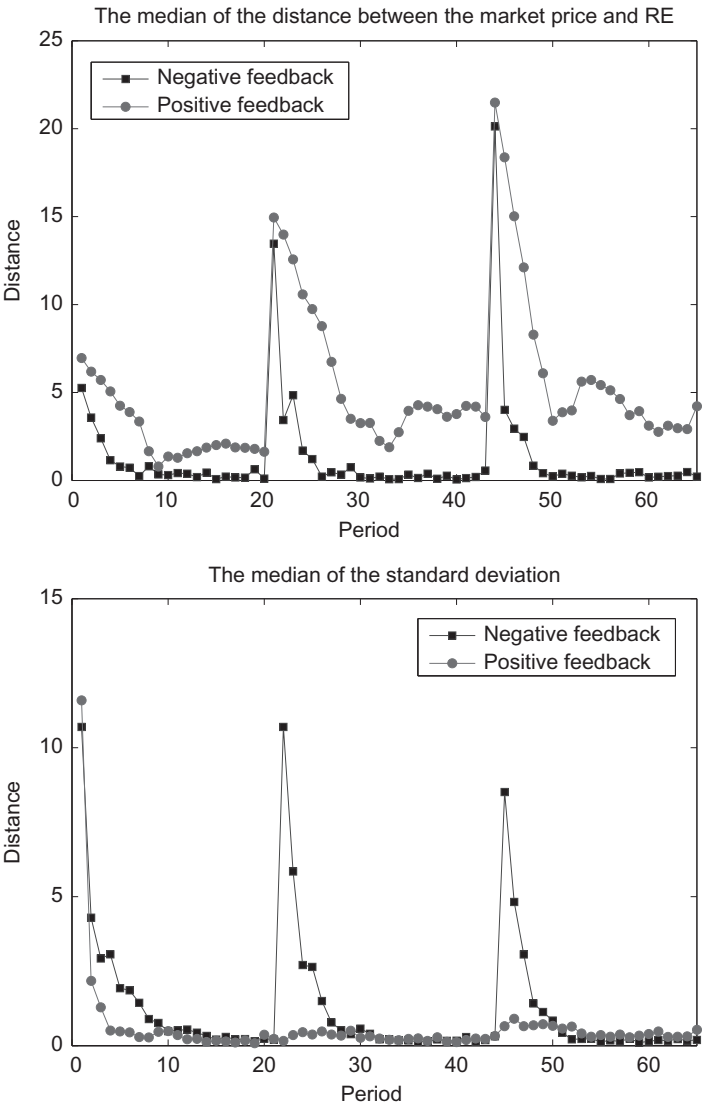 The median of the distance between the market price and RE
25
20
15
10
5
0
Distance
Negative feedback
Positive feedback
0 10 20 30 40 50 60
Period
The median of the standard deviation
15
10
5
0
Distance
Negative feedback
Positive feedback
0 10 20 30 40 50 60
Period